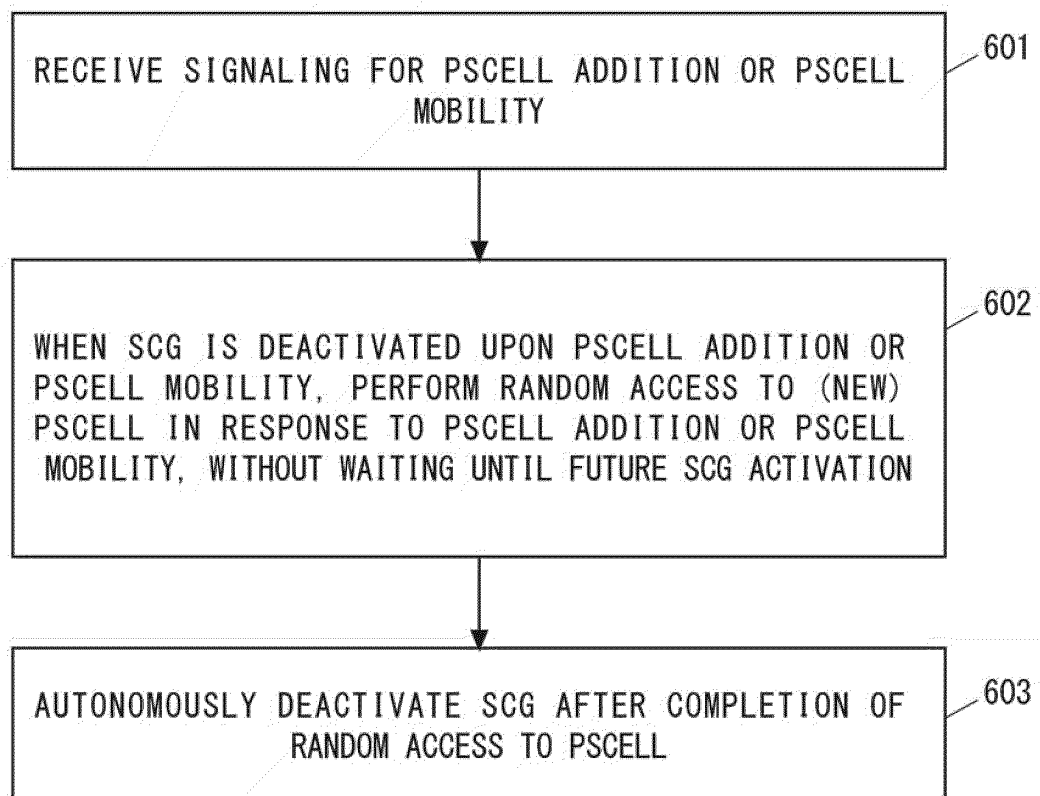 RECEIVE SIGNALING FOR PSCELL ADDITION OR PSCELL
MOBILITY
601
WHEN SCG IS DEACTIVATED UPON PSCELL ADDITION OR
PSCELL MOBILITY, PERFORM RANDOM ACCESS TO (NEW)
PSCELL IN RESPONSE TO PSCELL ADDITION OR PSCELL
MOBILITY, WITHOUT WAITING UNTIL FUTURE SCG ACTIVATION
602
AUTONOMOUSLY DEACTIVATE SCG AFTER COMPLETION OF
RANDOM ACCESS TO PSCELL
603